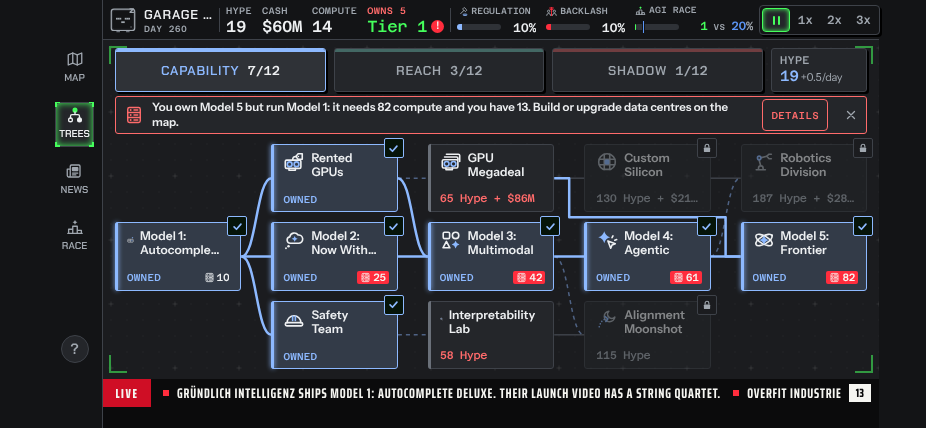 GARAGE ...
DAY 260
HYPE
19
CASH
$60M
COMPUTE
14
OWNS 5
Tier 1
REGULATION
10%
BACKLASH
10%
AGI RACE
1 VS 20%
1x
2x
3x
MAP
TREES
NEWS
RACE
?
CAPABILITY 7/12
REACH 3/12
SHADOW 1/12
HYPE
19 +0.5/day
You own Model 5 but run Model 1: it needs 82 compute and you have 13. Build or upgrade data centres on the
map.
DETAILS
Rented
GPUs
OWNED
GPU
Megadeal
65 Hype + $86M
Custom
Silicon
130 Hype + $21...
Robotics
Division
187 Hype + $28...
Model 1:
Autocomple...
OWNED
10
Model 2:
Now With...
OWNED
25
Model 3:
Multimodal
OWNED
42
Model 4:
Agentic
OWNED
61
Model 5:
Frontier
OWNED
82
Safety
Team
OWNED
Interpretability
Lab
58 Hype
Alignment
Moonshot
115 Hype
LIVE
GRÜNDLICH INTELLIGENZ SHIPS MODEL 1: AUTOCOMPLETE DELUXE. THEIR LAUNCH VIDEO HAS A STRING QUARTET.
OVERFIT INDUSTRIE
13